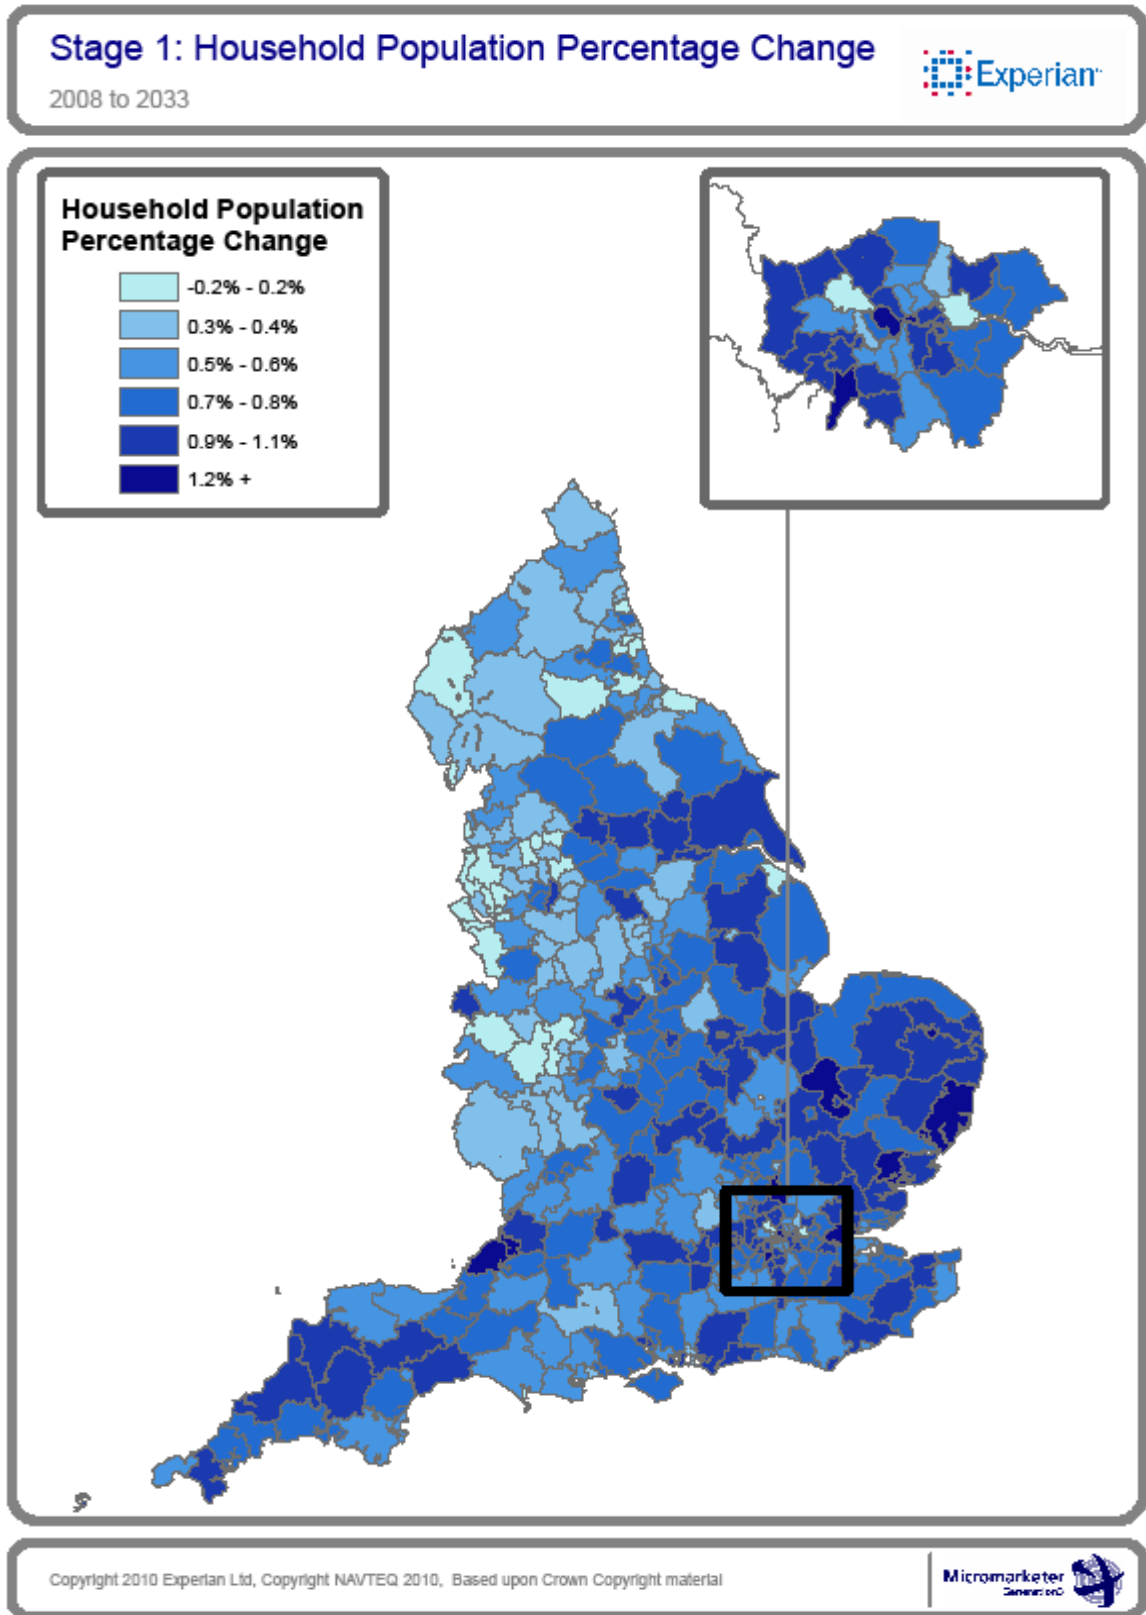 Stage 1: Household Population Percentage Change
2008 to 2033
Experian
Household Population
Percentage Change
-0.2% - 0.2%
0.3% - 0.4%
0.5% - 0.6%
0.7% - 0.8%
0.9% - 1.1%
1.2% +
Copyright 2010 Experian Ltd, Copyright NAVTEQ 2010, Based upon Crown Copyright material
Micromarketer
Generation3